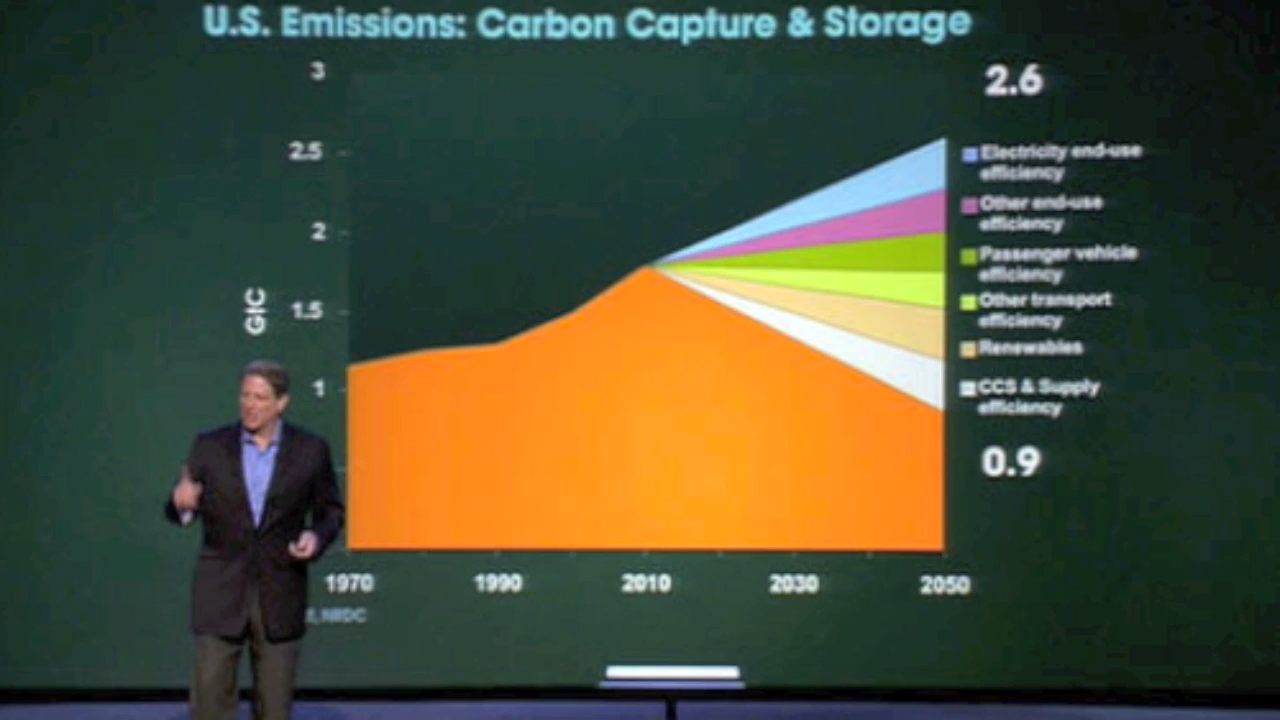 U.S. Emissions: Carbon Capture & Storage
3
2.6
2.5
Electricity end-use
efficiency
Other end-use
efficiency
2
Passenger vehicle
efficiency
GtC
1.5
Other transport
efficiency
Renewables
1
CCS & Supply
efficiency
0.9
1970
1990
2010
2030
2050
NRDC